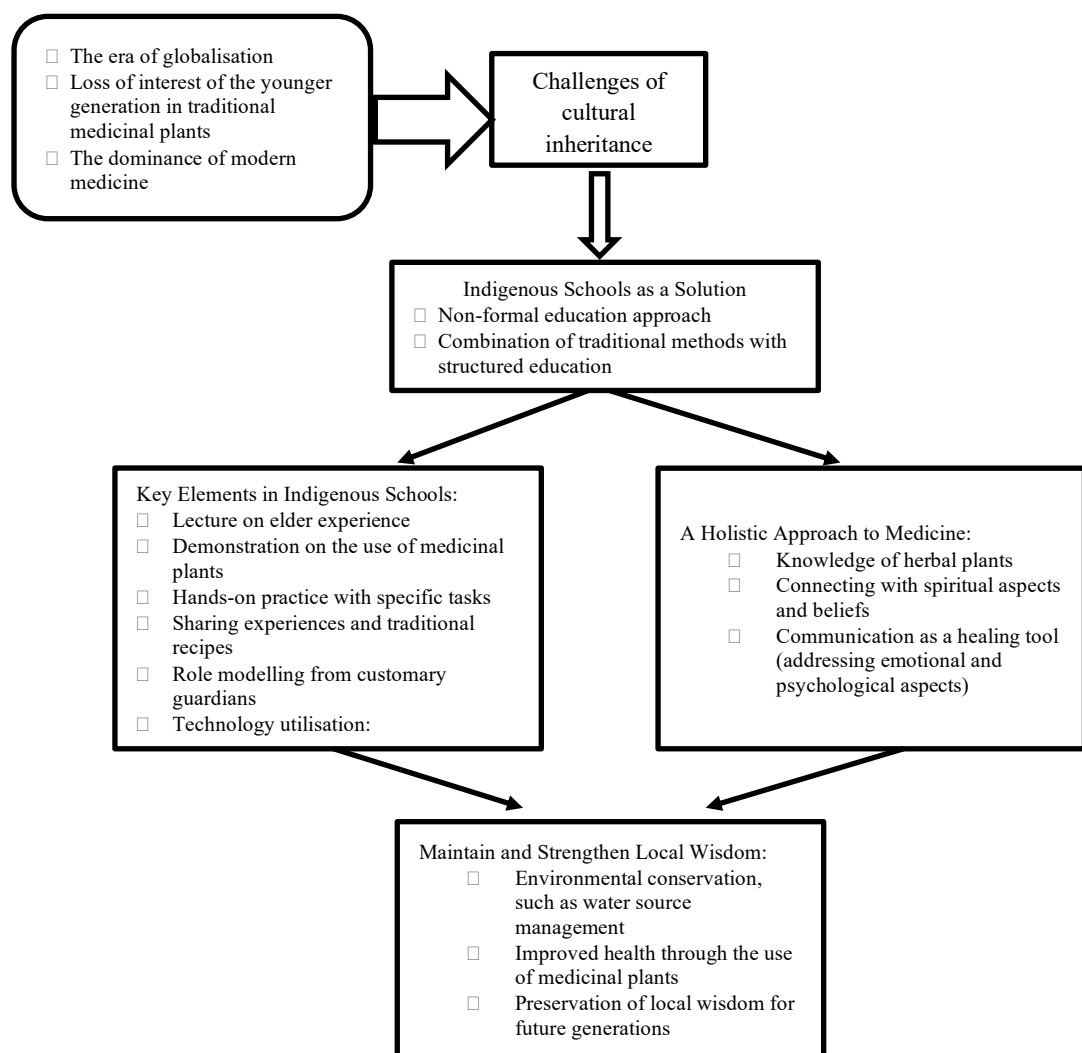 □ The era of globalisation
□ Loss of interest of the younger
generation in traditional
medicinal plants
□ The dominance of modern
medicine
Challenges of
cultural
inheritance
Indigenous Schools as a Solution
□ Non-formal education approach
□ Combination of traditional methods with
structured education
Key Elements in Indigenous Schools:
□ Lecture on elder experience
□ Demonstration on the use of medicinal
plants
□ Hands-on practice with specific tasks
□ Sharing experiences and traditional
recipes
□ Role modelling from customary
guardians
□ Technology utilisation:
A Holistic Approach to Medicine:
□ Knowledge of herbal plants
□ Connecting with spiritual aspects
and beliefs
□ Communication as a healing tool
(addressing emotional and
psychological aspects)
Maintain and Strengthen Local Wisdom:
□ Environmental conservation,
such as water source
management
□ Improved health through the use
of medicinal plants
□ Preservation of local wisdom for
future generations